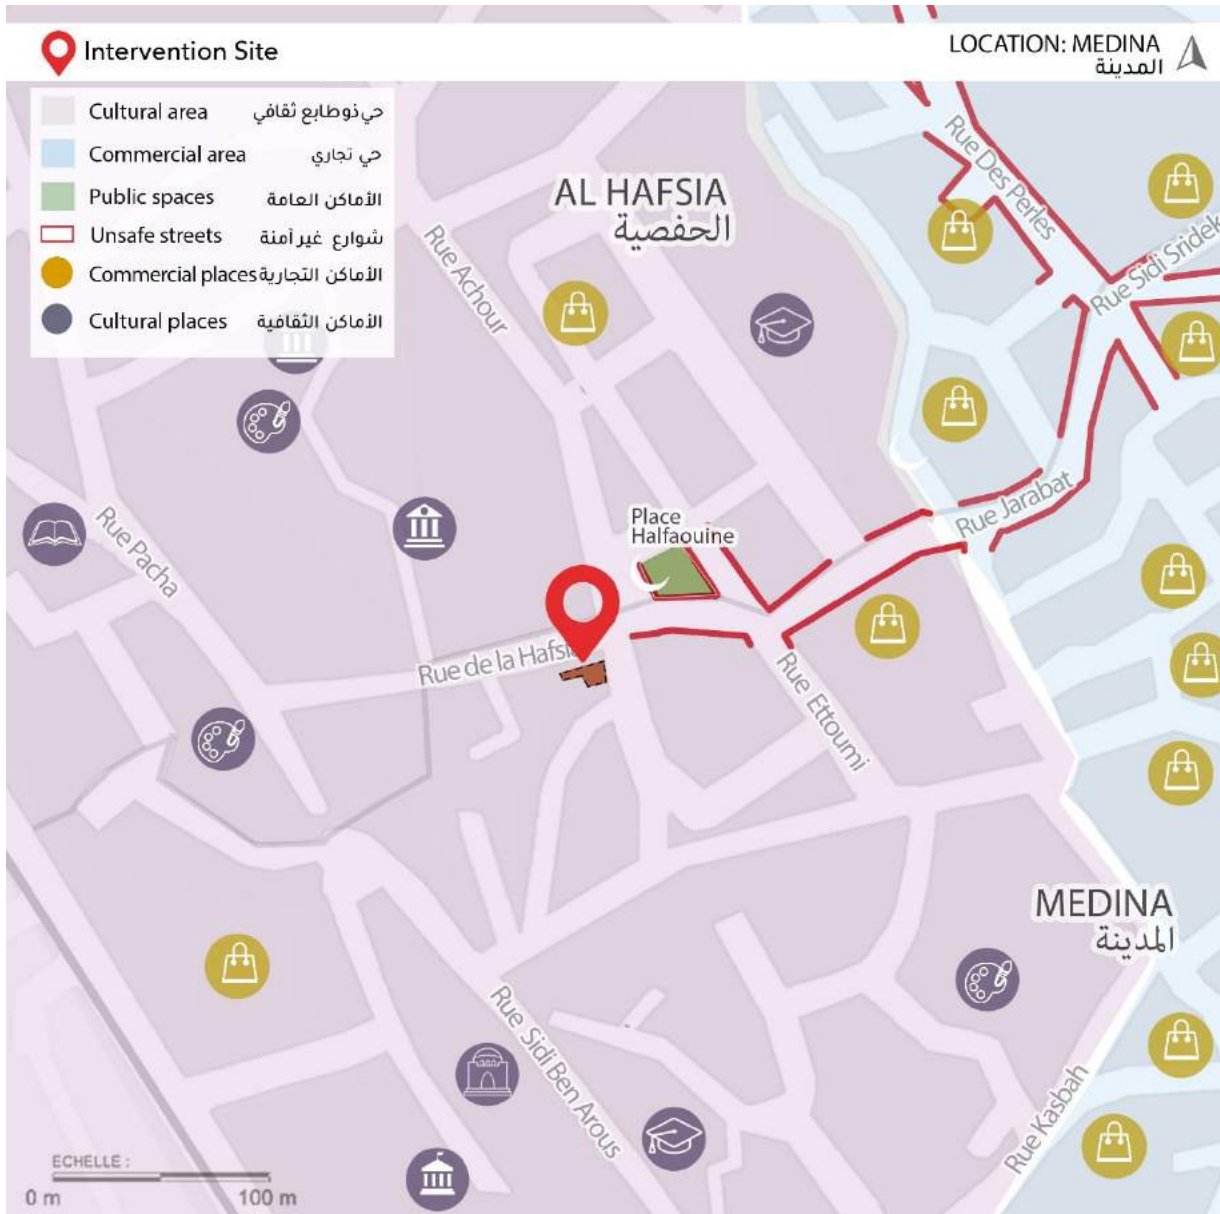 Intervention Site
LOCATION: MEDINA
المدينة
Cultural area حي ذو طابع ثقافي
Commercial area حي تجاري
Public spaces الأماكن العامة
Unsafe streets شوارع غير آمنة
Commercial places الأماكن التجارية
Cultural places الأماكن الثقافية
AL HAFSIA
الحفصية
Rue Des Perles
Rue Sidi Sridek
Rue Achour
Rue Jarabat
Place
Halfaouine
Rue Pacha
Rue de la Hafsia
Rue Ettoumi
MEDINA
المدينة
Rue Sidi Ben Arous
Rue Kasbah
ECHELLE :
0 m 100 m